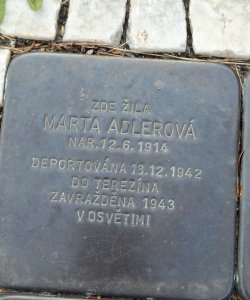 ZDE ŽILA
MARTA ADLEROVÁ
NAR. 12. 6. 1914
DEPORTOVÁNA 19.12.1942
DO TEREZÍNA
ZAVRAŽDĚNA 1943
V OSVĚTIMI